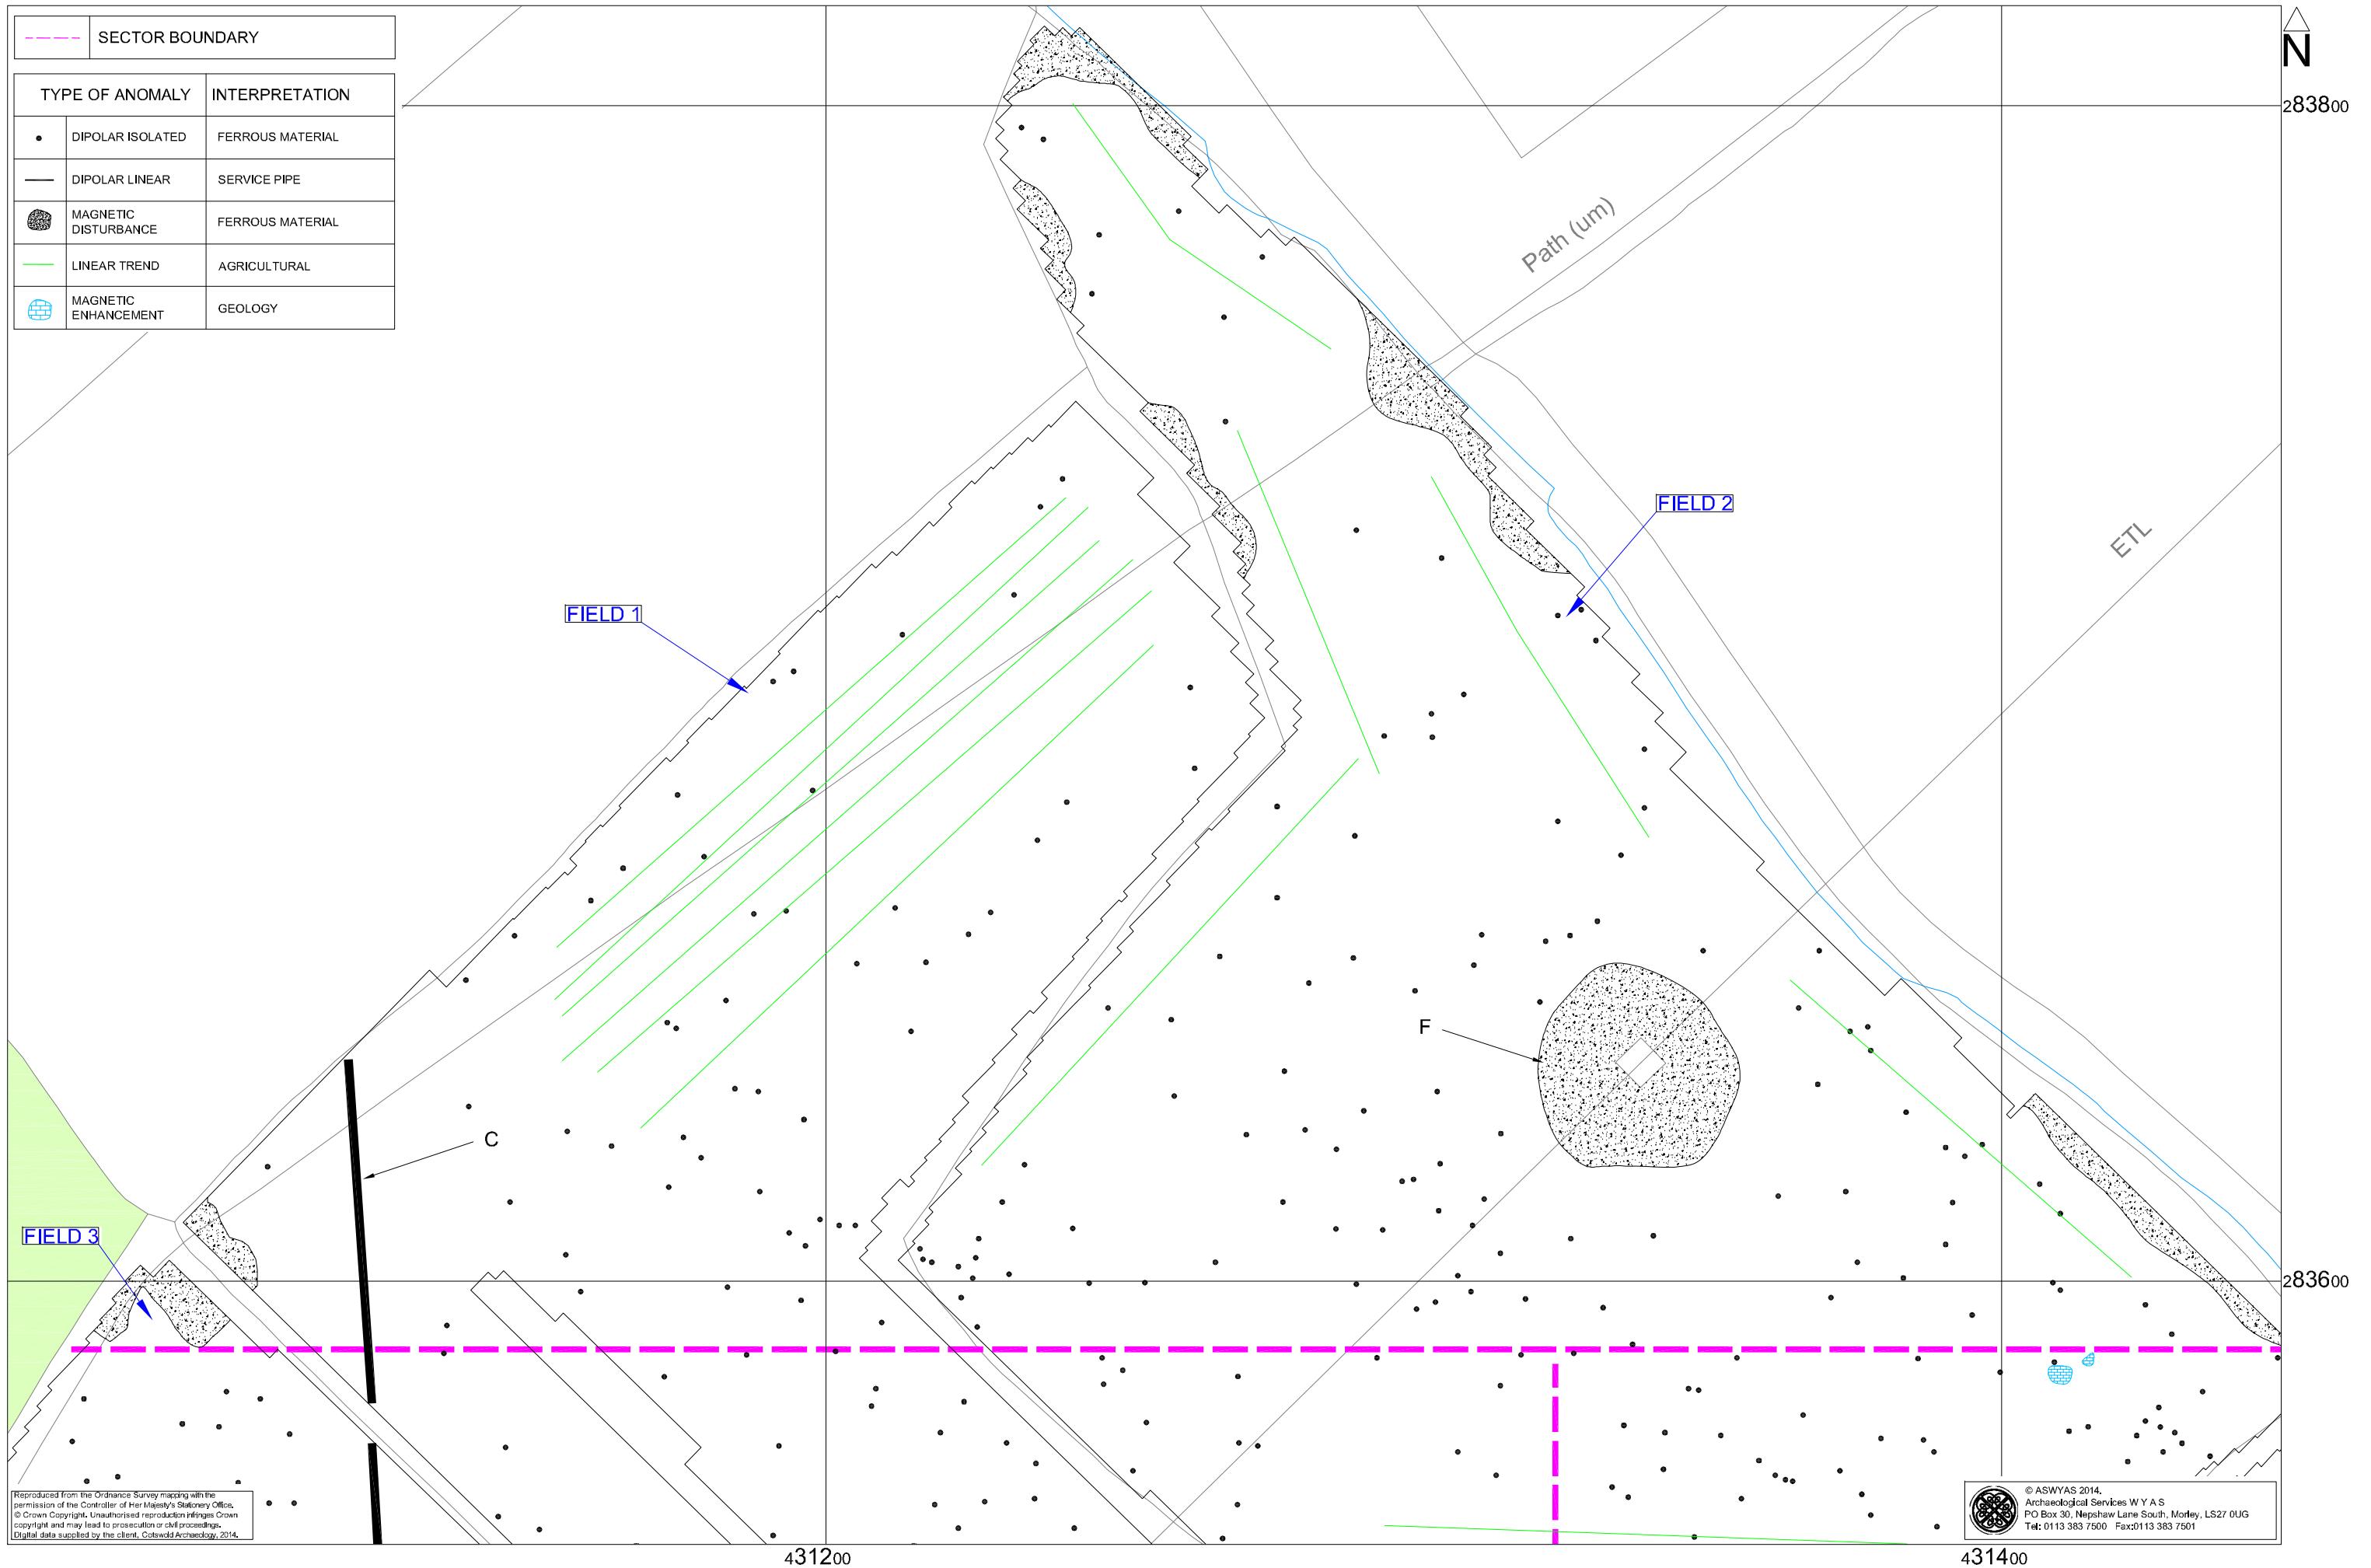 SECTOR BOUNDARY
TYPE OF ANOMALY INTERPRETATION
DIPOLAR ISOLATED FERROUS MATERIAL
DIPOLAR LINEAR SERVICE PIPE
MAGNETIC
DISTURBANCE
FERROUS MATERIAL
LINEAR TREND AGRICULTURAL
MAGNETIC
ENHANCEMENT
GEOLOGY
N
283800
Path (um)
FIELD 2
ETL
FIELD 1
F
C
FIELD 3
283600
Reproduced from the Ordnance Survey mapping with the
permission of the Controller of Her Majesty's Stationery Office.
© Crown Copyright. Unauthorised reproduction infringes Crown
copyright and may lead to prosecution or civil proceedings.
Digital data supplied by the client, Cotswold Archaeology, 2014.
© ASWYAS 2014.
Archaeological Services W Y A S
PO Box 30, Nepshaw Lane South, Morley, LS27 0UG
Tel: 0113 383 7500 Fax:0113 383 7501
431200
431400